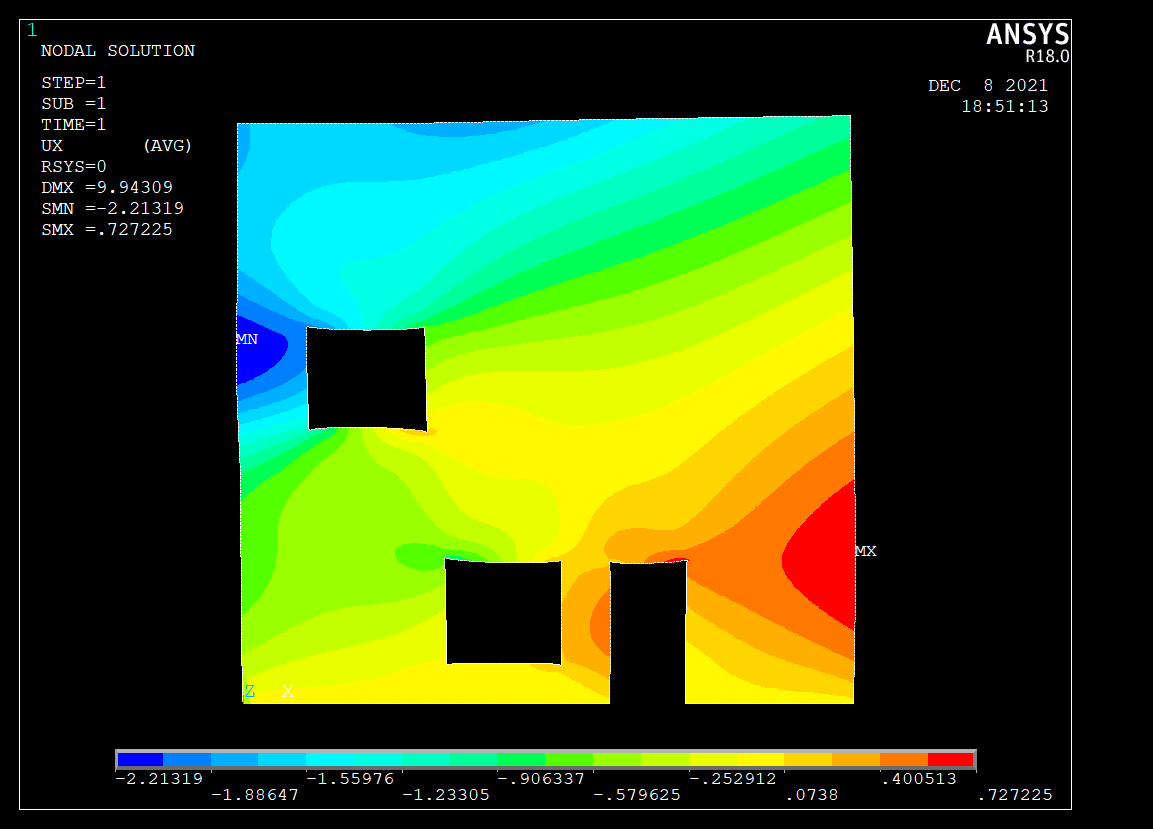 1
ANSYS
R18.0
NODAL SOLUTION
STEP=1
SUB =1
TIME=1
UX (AVG)
RSYS=0
DMX =9.94309
SMN =-2.21319
SMX =.727225
DEC 8 2021
18:51:13
MN
MX
Z X
-2.21319 -1.55976 -.906337 -.252912 .400513
-1.88647 -1.23305 -.579625 .0738 .727225